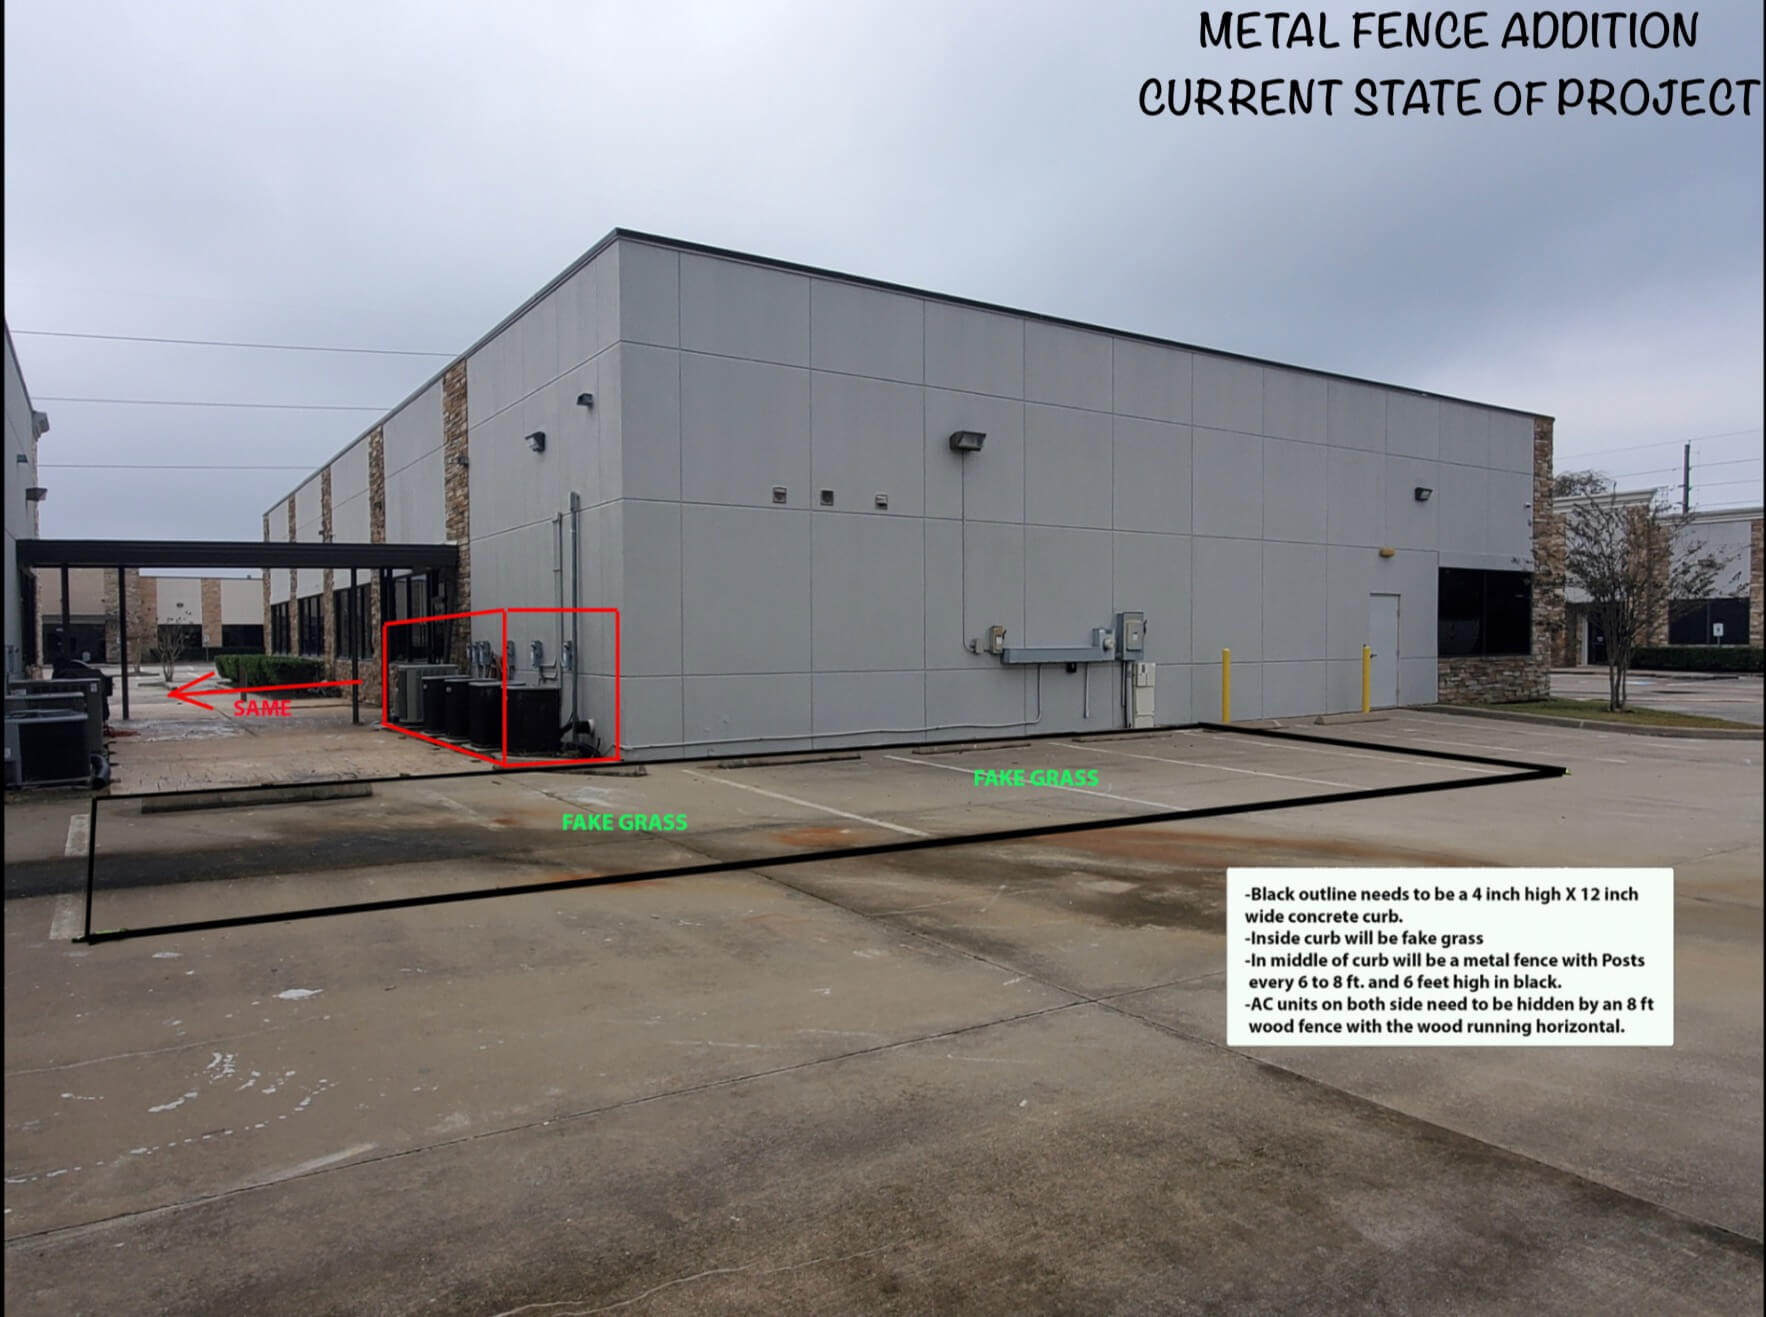 METAL FENCE ADDITION
CURRENT STATE OF PROJECT
SAME
FAKE GRASS
FAKE GRASS
-Black outline needs to be a 4 inch high X 12 inch
wide concrete curb.
-Inside curb will be fake grass
-In middle of curb will be a metal fence with Posts
every 6 to 8 ft. and 6 feet high in black.
-AC units on both side need to be hidden by an 8 ft
wood fence with the wood running horizontal.